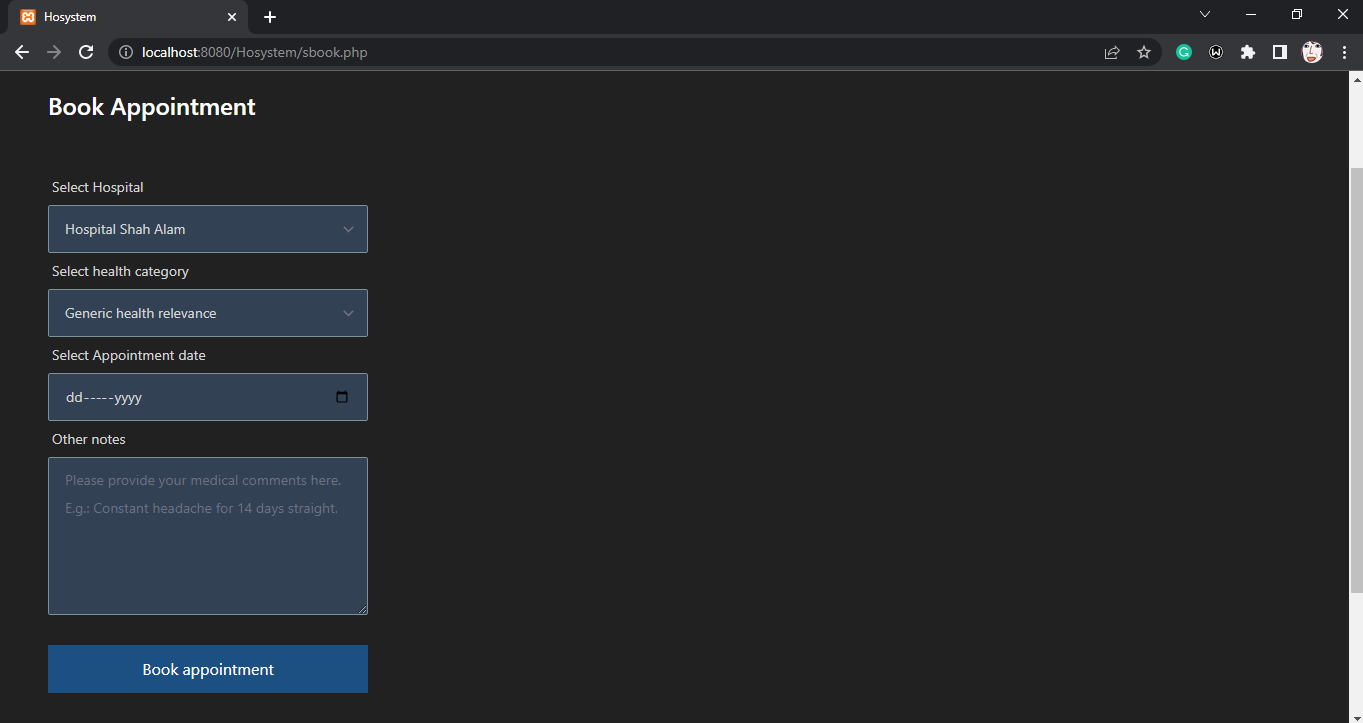 Hosystem
localhost:8080/Hosystem/sbook.php
Book Appointment
Select Hospital
Hospital Shah Alam
Select health category
Generic health relevance
Select Appointment date
dd-----yyyy
Other notes
Please provide your medical comments here.
E.g.: Constant headache for 14 days straight.
Book appointment